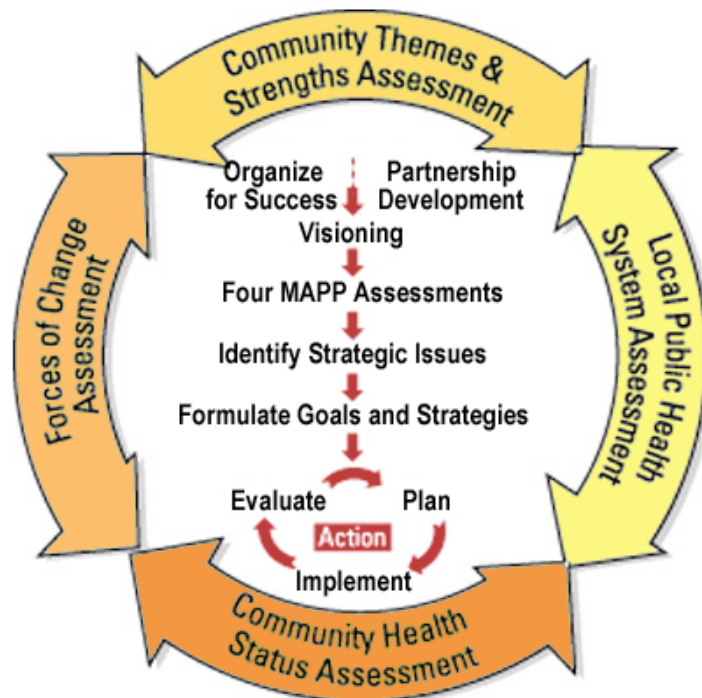 Community Themes &
Strengths Assessment
Organize
for Success
Partnership
Development
Visioning
Four MAPP Assessments
Identify Strategic Issues
Formulate Goals and Strategies
Evaluate
Plan
Action
Implement
Forces of Change
Assessment
Local Public Health
System Assessment
Community Health
Status Assessment